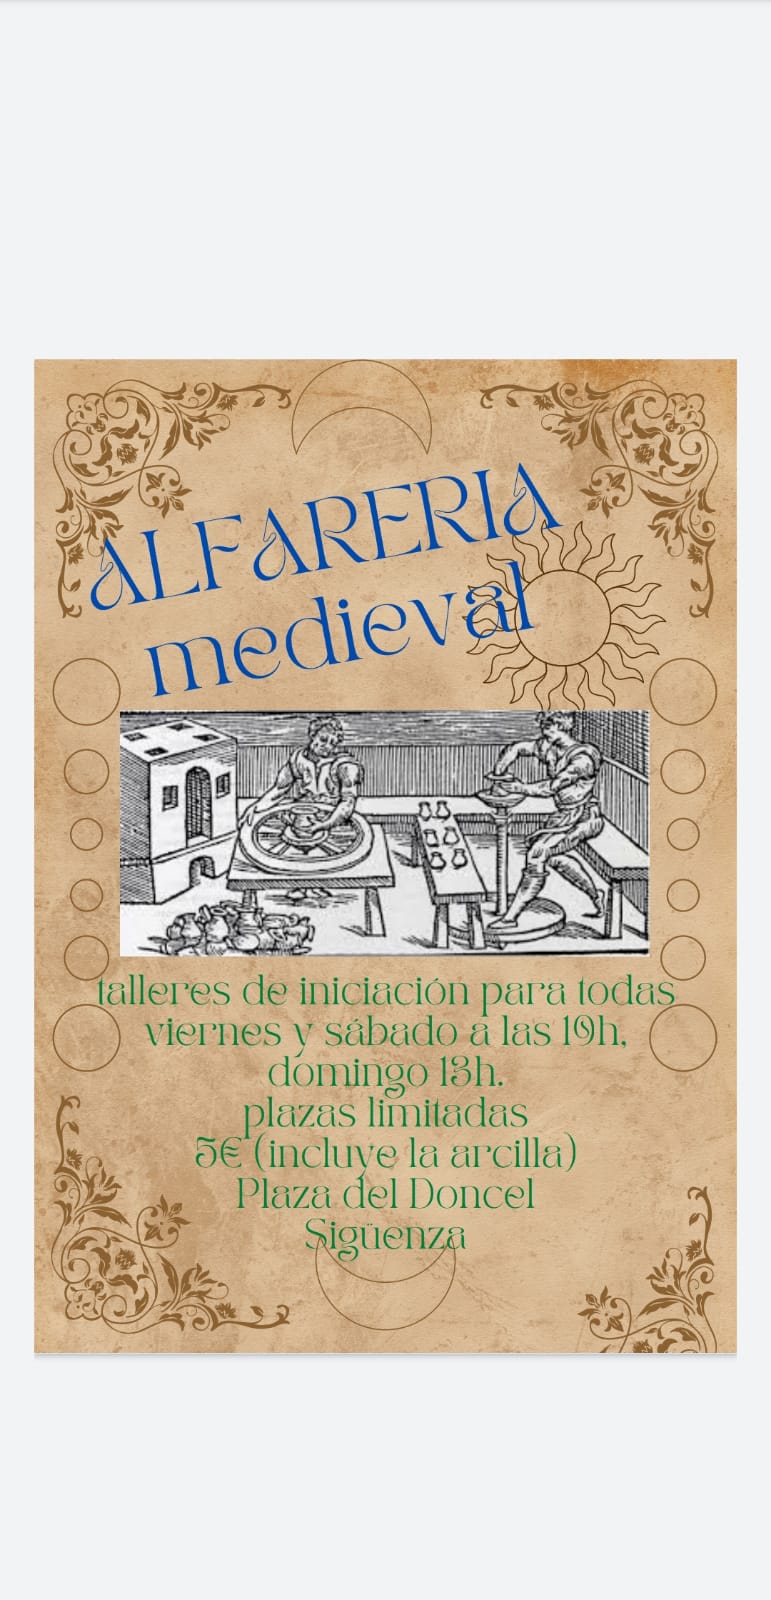 ALFARERIA
medieval
talleres de iniciación para todas
viernes y sábado a las 19h,
domingo 13h.
plazas limitadas
5€ (incluye la arcilla)
Plaza del Doncel
Sigüenza